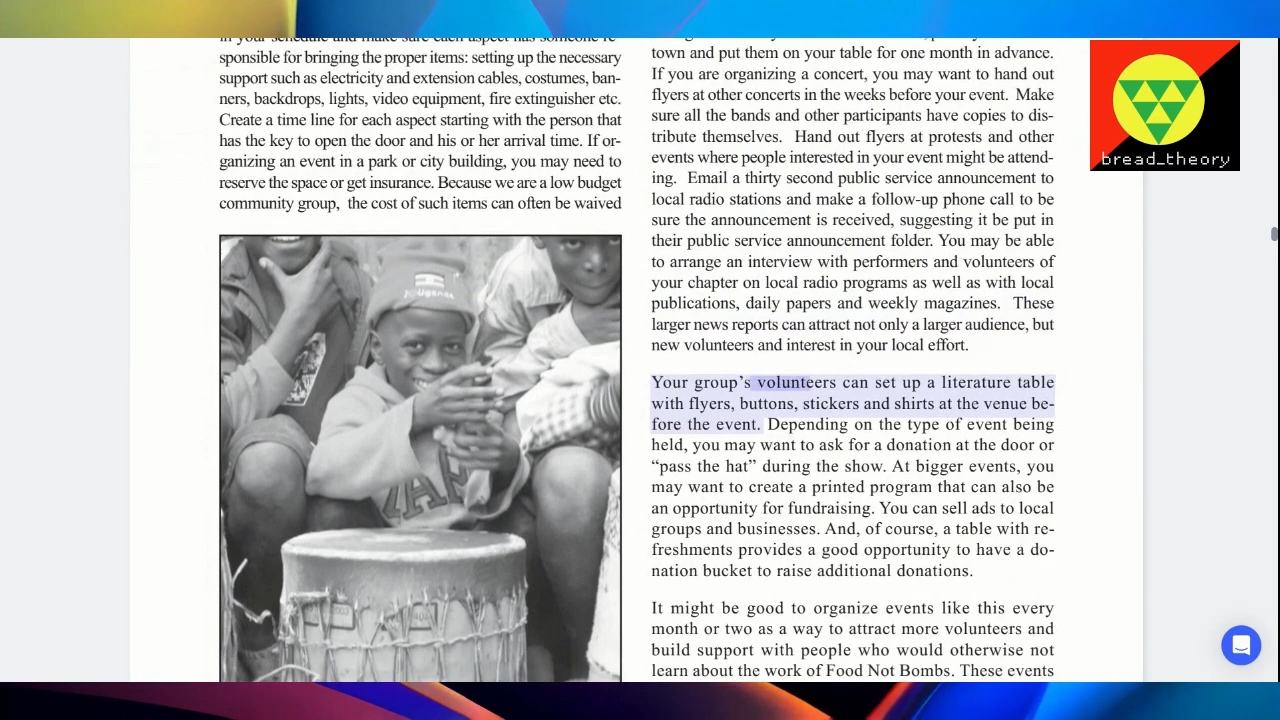 in your schedule and make sure each aspect has someone re-
sponsible for bringing the proper items: setting up the necessary
support such as electricity and extension cables, costumes, ban-
ners, backdrops, lights, video equipment, fire extinguisher etc.
Create a time line for each aspect starting with the person that
has the key to open the door and his or her arrival time. If or-
ganizing an event in a park or city building, you may need to
reserve the space or get insurance. Because we are a low budget
community group,  the cost of such items can often be waived
Uganda
town and put them on your table for one month in advance.
If you are organizing a concert, you may want to hand out
flyers at other concerts in the weeks before your event.  Make
sure all the bands and other participants have copies to dis-
tribute themselves.  Hand out flyers at protests and other
events where people interested in your event might be attend-
ing.  Email a thirty second public service announcement to
local radio stations and make a follow-up phone call to be
sure the announcement is received, suggesting it be put in
their public service announcement folder. You may be able
to arrange an interview with performers and volunteers of
your chapter on local radio programs as well as with local
publications, daily papers and weekly magazines.  These
larger news reports can attract not only a larger audience, but
new volunteers and interest in your local effort.
Your group’s volunteers can set up a literature table
with flyers, buttons, stickers and shirts at the venue be-
fore the event. Depending on the type of event being
held, you may want to ask for a donation at the door or
“pass the hat” during the show. At bigger events, you
may want to create a printed program that can also be
an opportunity for fundraising. You can sell ads to local
groups and businesses. And, of course, a table with re-
freshments provides a good opportunity to have a do-
nation bucket to raise additional donations.
It might be good to organize events like this every
month or two as a way to attract more volunteers and
build support with people who would otherwise not
learn about the work of Food Not Bombs. These events
bread_theory